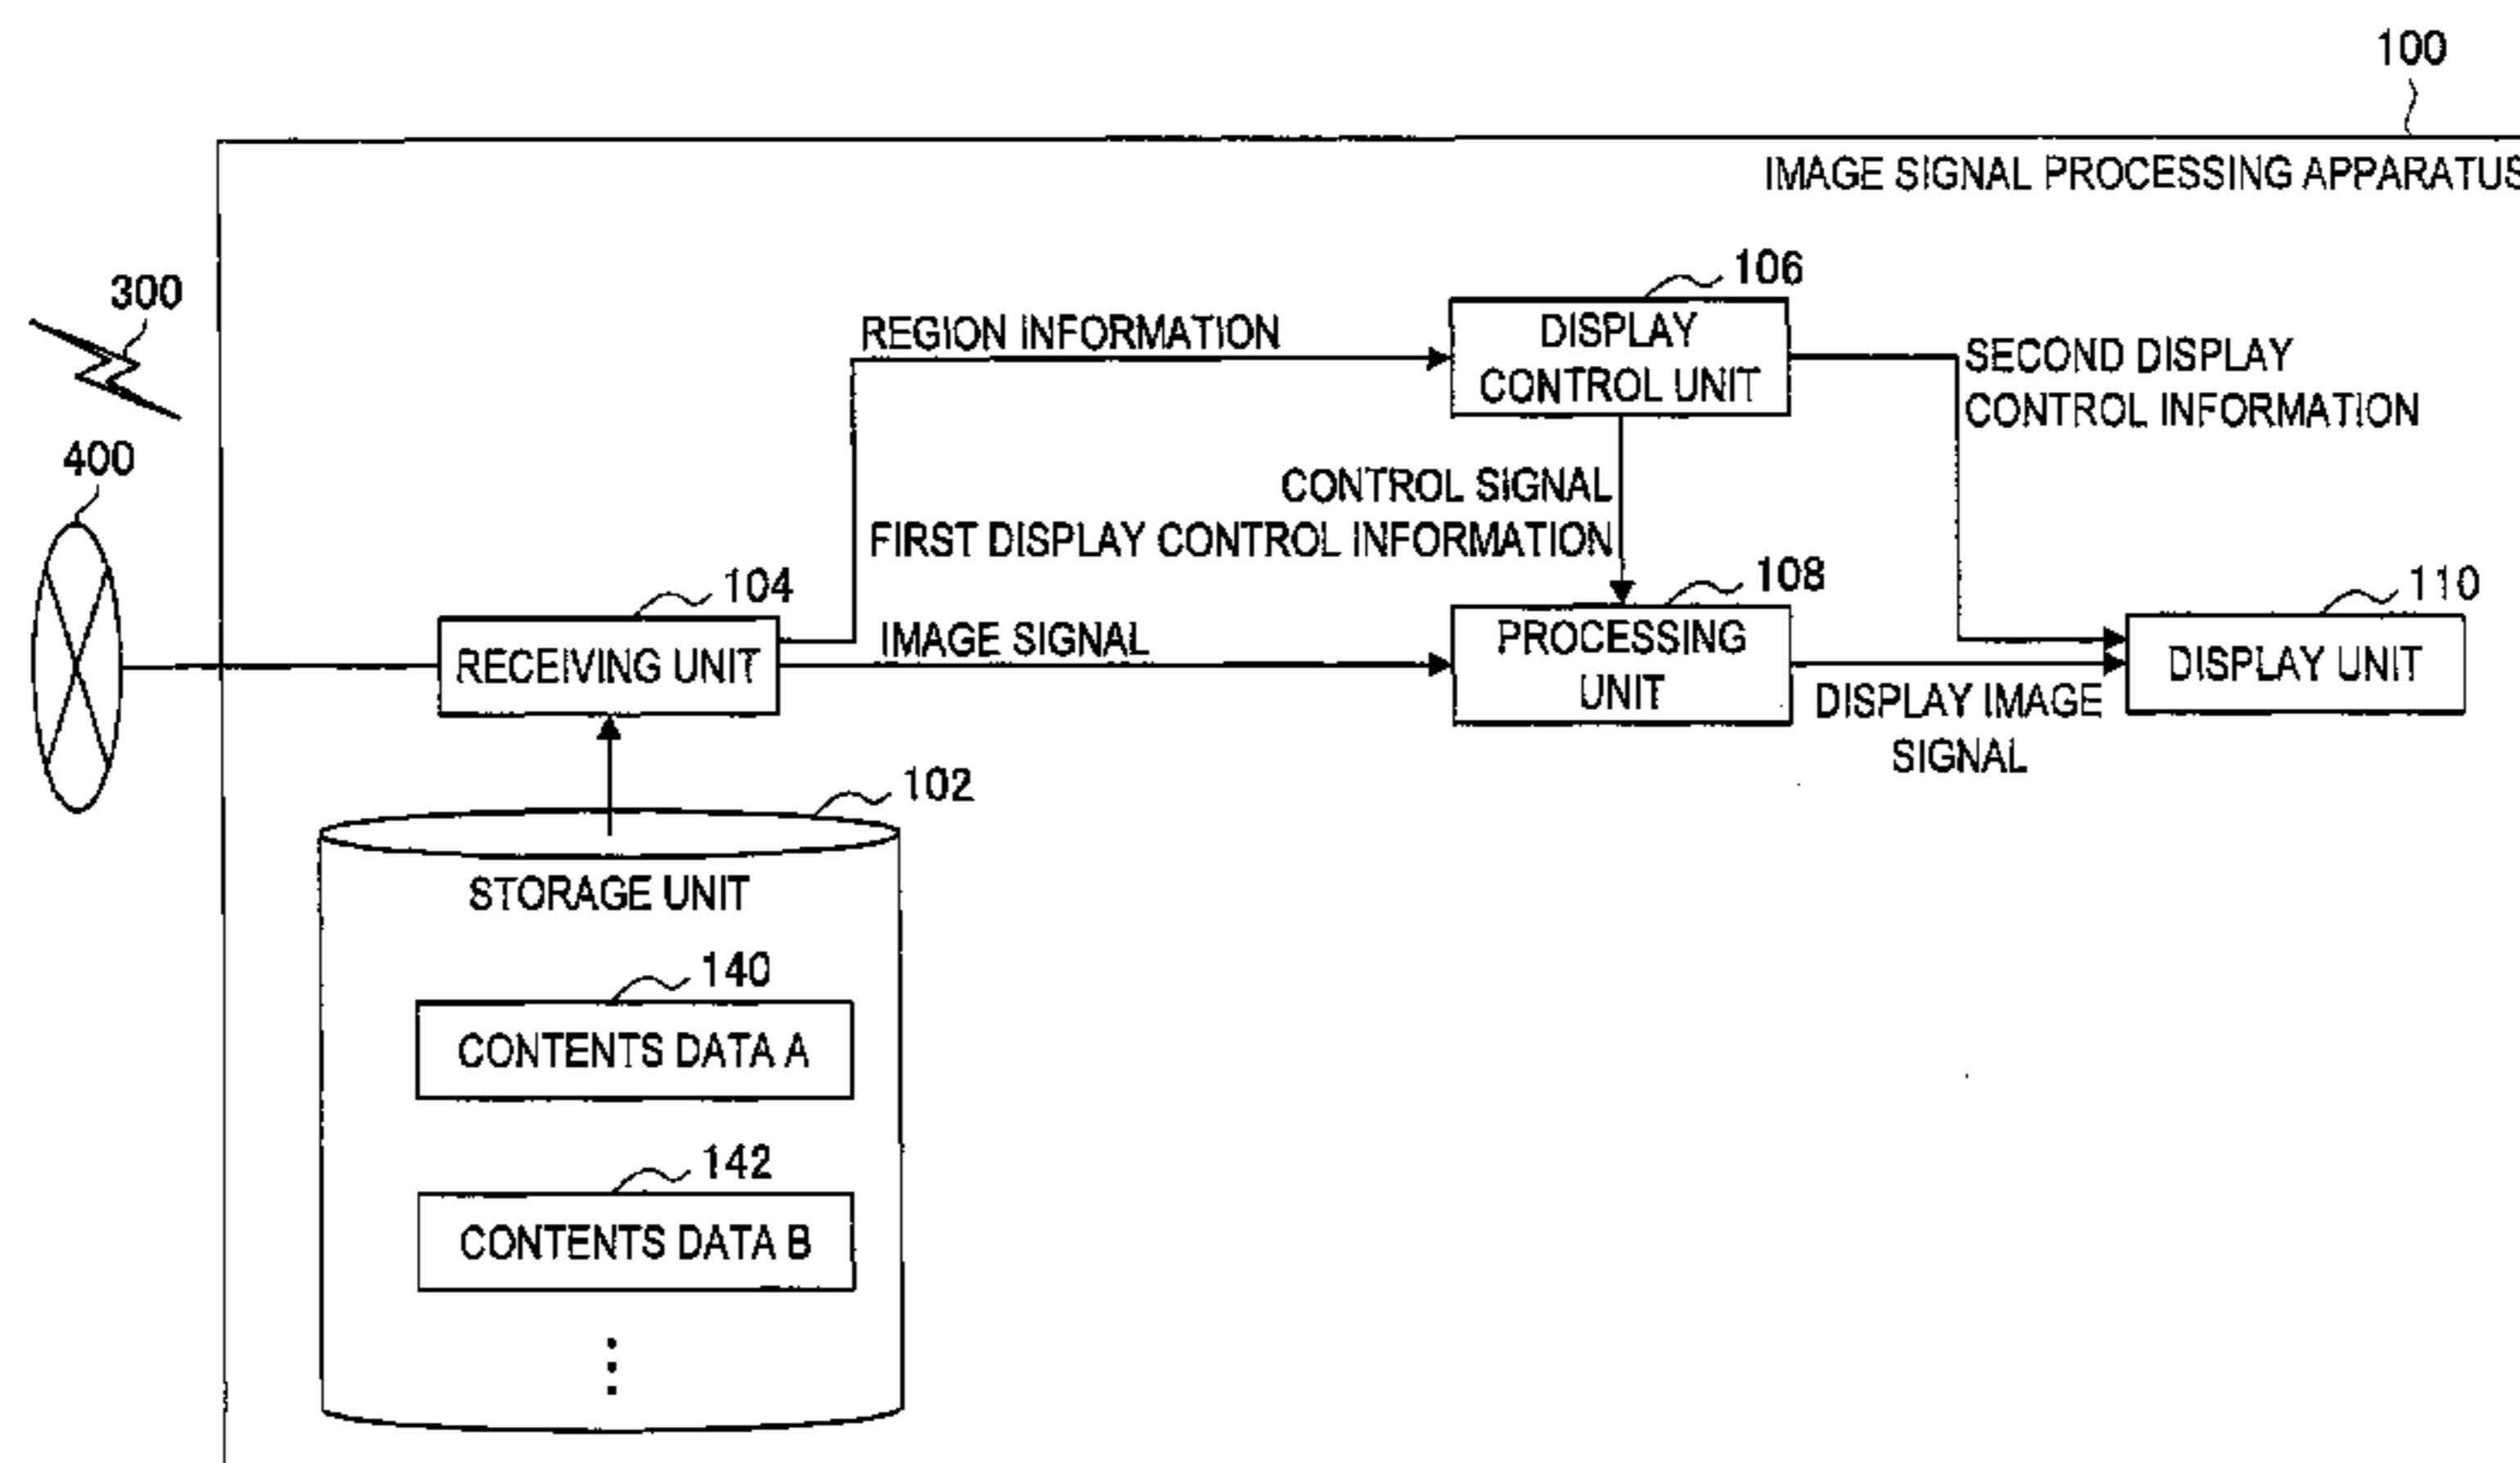 100
IMAGE SIGNAL PROCESSING APPARATUS
300
106
REGION INFORMATION
DISPLAY
CONTROL UNIT
SECOND DISPLAY
CONTROL INFORMATION
400
CONTROL SIGNAL
FIRST DISPLAY CONTROL INFORMATION
104
108
110
RECEIVING UNIT
IMAGE SIGNAL
PROCESSING
UNIT
DISPLAY IMAGE
SIGNAL
DISPLAY UNIT
102
STORAGE UNIT
140
CONTENTS DATA A
142
CONTENTS DATA B